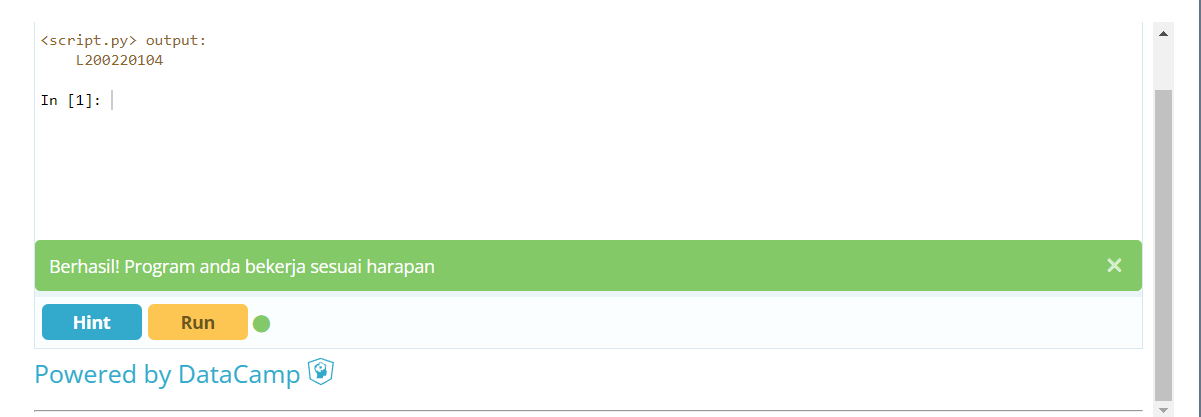 <script.py> output:
L200220104
In [1]:
Berhasil! Program anda bekerja sesuai harapan
Hint Run
Powered by DataCamp